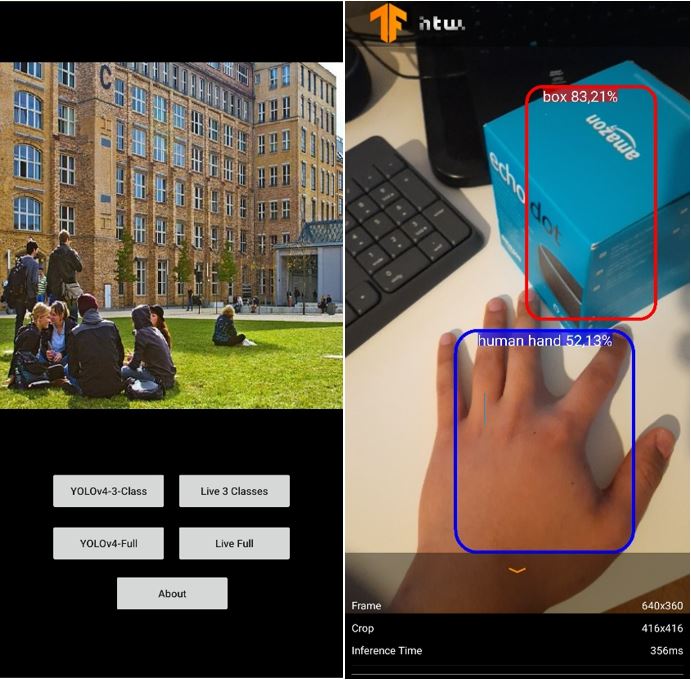 C
YOLOv4-3-Class
Live 3 Classes
YOLOv4-Full
Live Full
About
htw.
box 83,21%
amazon
echo dot
human hand 52,13%
Frame
640x360
Crop
416x416
Inference Time
356ms